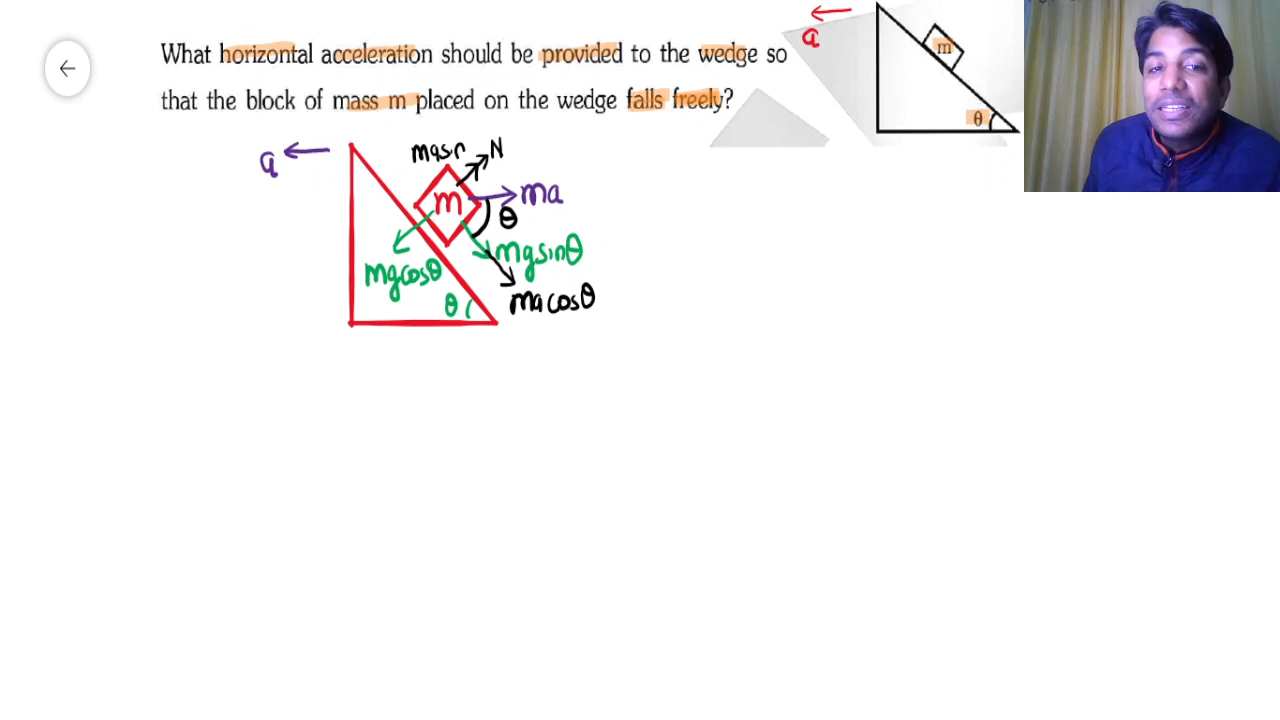 What horizontal acceleration should be provided to the wedge so
that the block of mass m placed on the wedge falls freely?
a
m
θ
a
masin
N
m
ma
θ
mgsinθ
mgcosθ
macosθ
θ